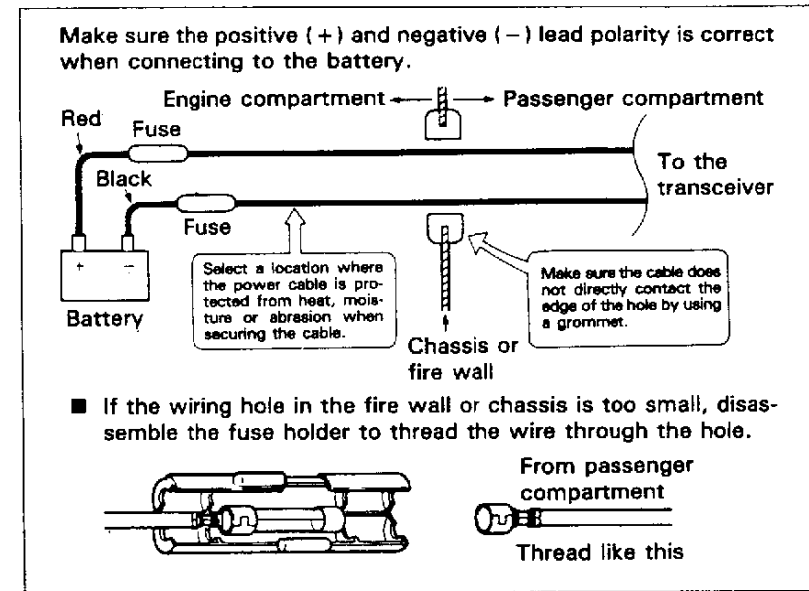 Make sure the positive (+) and negative (−) lead polarity is correct
when connecting to the battery.
Engine compartment
Passenger compartment
Red
Fuse
To the
transceiver
Black
Fuse
+ −
Battery
Select a location where
the power cable is pro-
tected from heat, mois-
ture or abrasion when
securing the cable.
Make sure the cable does
not directly contact the
edge of the hole by using
a grommet.
Chassis or
fire wall
■ If the wiring hole in the fire wall or chassis is too small, disas-
semble the fuse holder to thread the wire through the hole.
From passenger
compartment
Thread like this